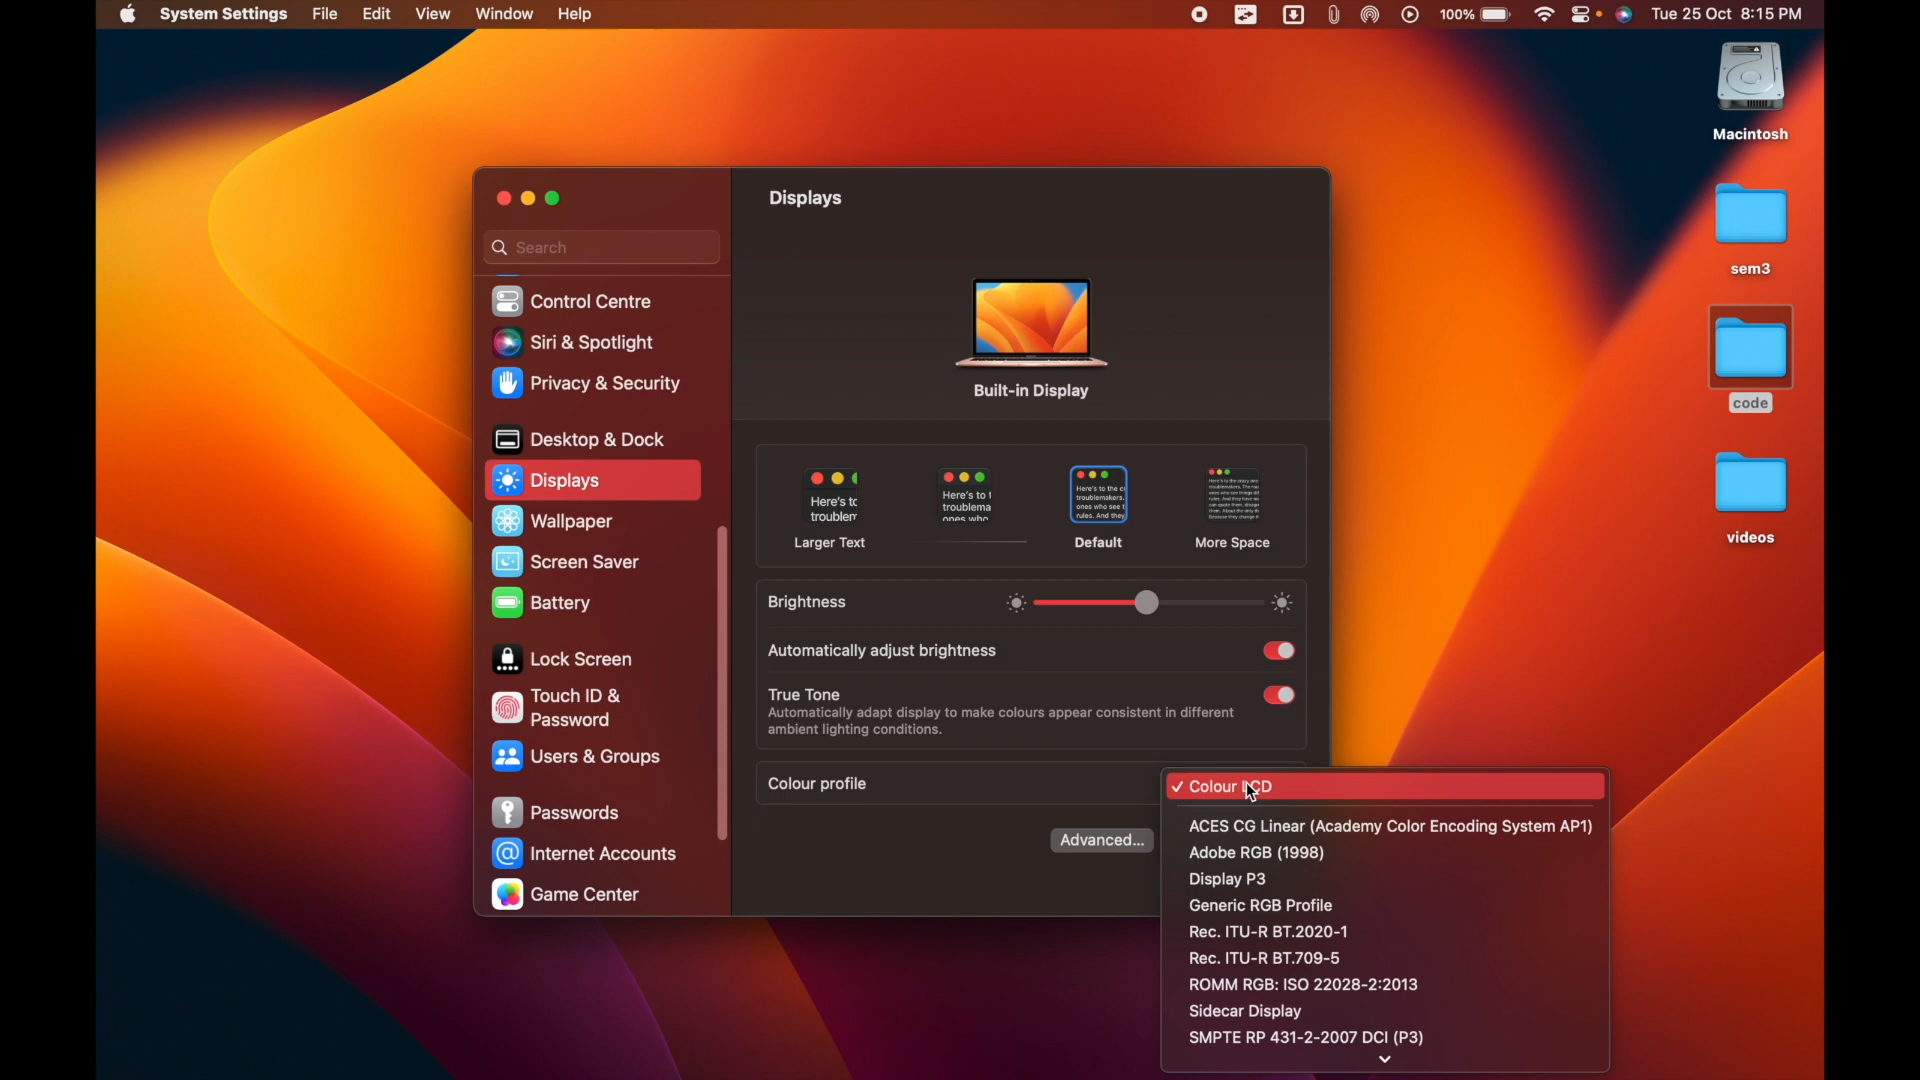 System Settings File Edit View Window Help 100% Tue 25 Oct 8:15 PM
Macintosh
sem3
code
videos
Search
Control Centre
Siri & Spotlight
Privacy & Security
Desktop & Dock
Displays
Wallpaper
Screen Saver
Battery
Lock Screen
Touch ID &
Password
Users & Groups
Passwords
Internet Accounts
Game Center
Displays
Built-in Display
Here's to
troublem
Larger Text
Here's to t
troublema
ones who
Here's to the cr
troublemakers.
ones who see t
rules. And they
Default
More Space
Brightness
Automatically adjust brightness
True Tone
Automatically adapt display to make colours appear consistent in different
ambient lighting conditions.
Colour profile
Advanced...
✓ Colour LCD
ACES CG Linear (Academy Color Encoding System AP1)
Adobe RGB (1998)
Display P3
Generic RGB Profile
Rec. ITU-R BT.2020-1
Rec. ITU-R BT.709-5
ROMM RGB: ISO 22028-2:2013
Sidecar Display
SMPTE RP 431-2-2007 DCI (P3)